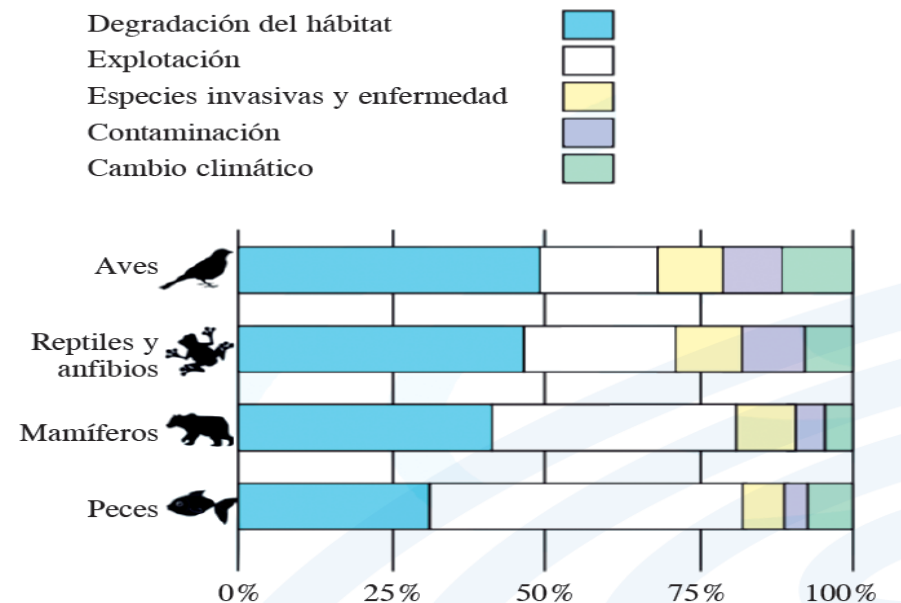 Degradación del hábitat
Explotación
Especies invasivas y enfermedad
Contaminación
Cambio climático
Aves
Reptiles y
anfibios
Mamíferos
Peces
0%
25%
50%
75%
100%